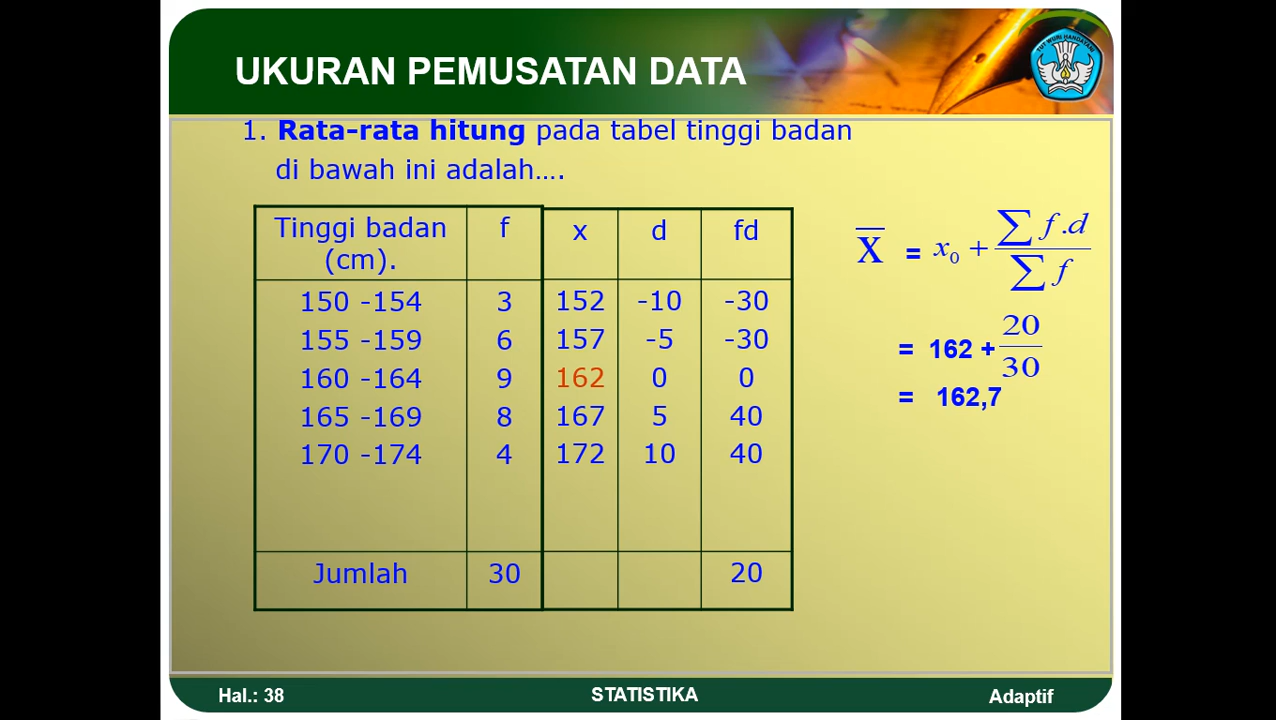 UKURAN PEMUSATAN DATA
TUT WURI HANDAYANI
1. Rata-rata hitung pada tabel tinggi badan
di bawah ini adalah....
Tinggi badan (cm). f x d fd
150 -154 3 152 -10 -30
155 -159 6 157 -5 -30
160 -164 9 162 0 0
165 -169 8 167 5 40
170 -174 4 172 10 40
Jumlah 30 20
X̅ = x₀ + ∑ f.d / ∑ f
= 162 + 20/30
= 162,7
Hal.: 38 STATISTIKA Adaptif